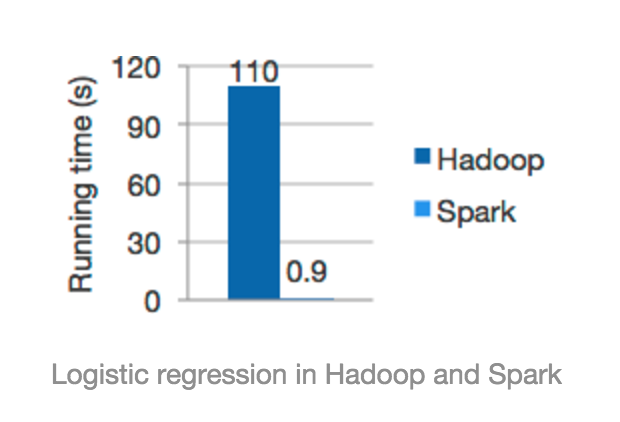 120
110
90
60
30
0
0.9
Running time (s)
Hadoop
Spark
Logistic regression in Hadoop and Spark